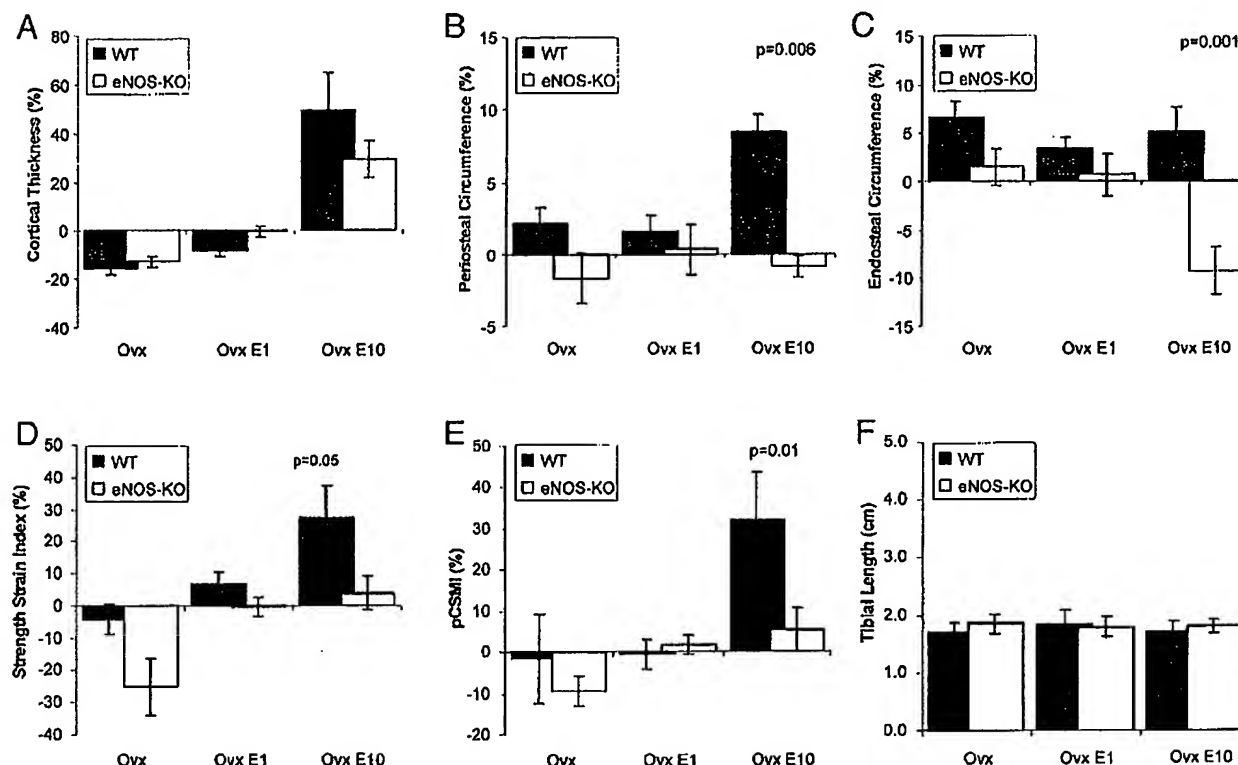 A
WT
eNOS-KO
Cortical Thickness (%)
80
60
40
20
0
-20
-40
Ovx
Ovx E1
Ovx E10
B
WT
eNOS-KO
p=0.006
Periosteal Circumference (%)
15
10
5
0
-5
Ovx
Ovx E1
Ovx E10
C
WT
eNOS-KO
p=0.001
Endosteal Circumference (%)
15
10
5
0
-5
-10
-15
Ovx
Ovx E1
Ovx E10
D
WT
eNOS-KO
p=0.05
Strength Strain Index (%)
50
40
30
20
10
0
-10
-20
-30
-40
Ovx
Ovx E1
Ovx E10
E
WT
eNOS-KO
p=0.01
pCSMI (%)
50
40
30
20
10
0
-10
-20
Ovx
Ovx E1
Ovx E10
F
WT
eNOS-KO
Tibial Length (cm)
5.0
4.0
3.0
2.0
1.0
0.0
Ovx
Ovx E1
Ovx E10